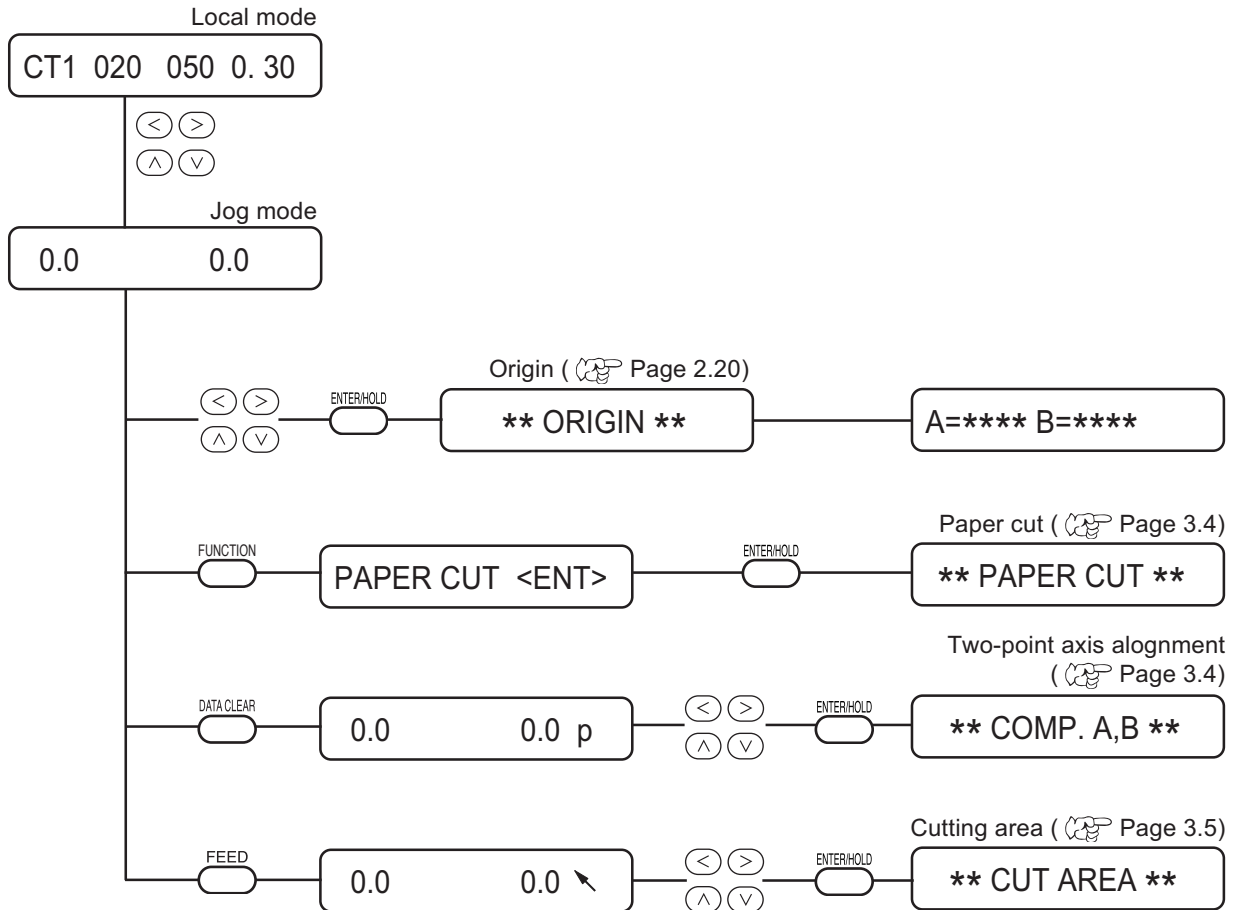 Local mode
CT1 020 050 0. 30
< >
∧ ∨
Jog mode
0.0 0.0
Origin ( Page 2.20)
< > ENTER/HOLD ** ORIGIN ** A=**** B=****
∧ ∨
Paper cut ( Page 3.4)
FUNCTION PAPER CUT <ENT> ENTER/HOLD ** PAPER CUT **
Two-point axis alognment
( Page 3.4)
DATA CLEAR 0.0 0.0 p < > ENTER/HOLD ** COMP. A,B **
∧ ∨
Cutting area ( Page 3.5)
FEED 0.0 0.0 < > ENTER/HOLD ** CUT AREA **
∧ ∨